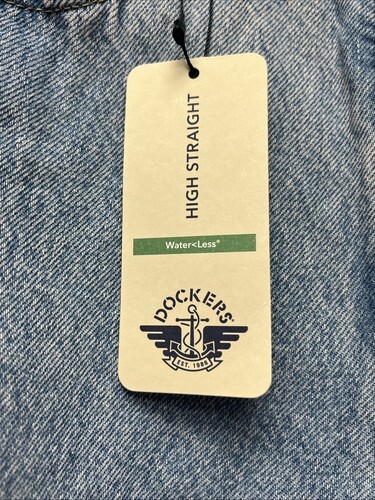 HIGH STRAIGHT
Water<Less®
DOCKERS®
EST. 1986